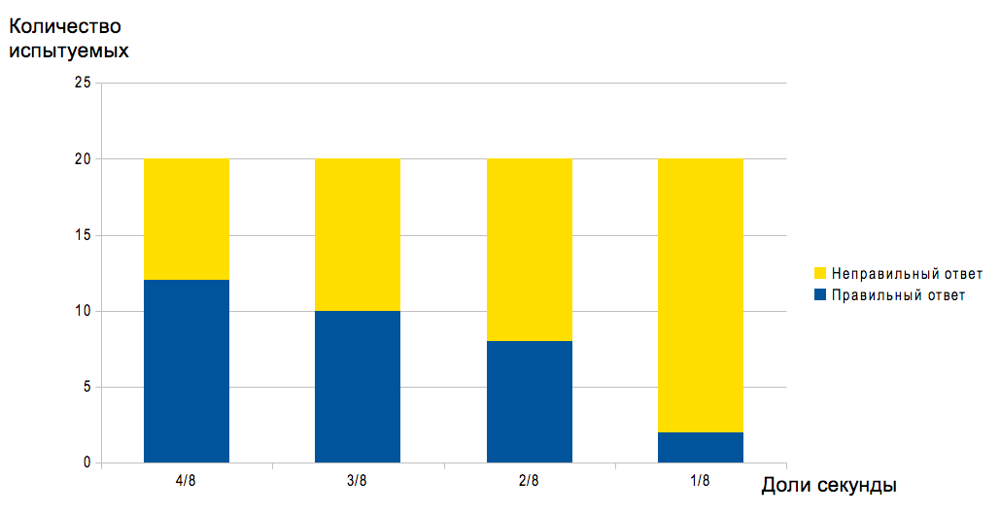 Количество
испытуемых
25
20
15
10
5
0
4/8
3/8
2/8
1/8
Доли секунды
Неправильный ответ
Правильный ответ